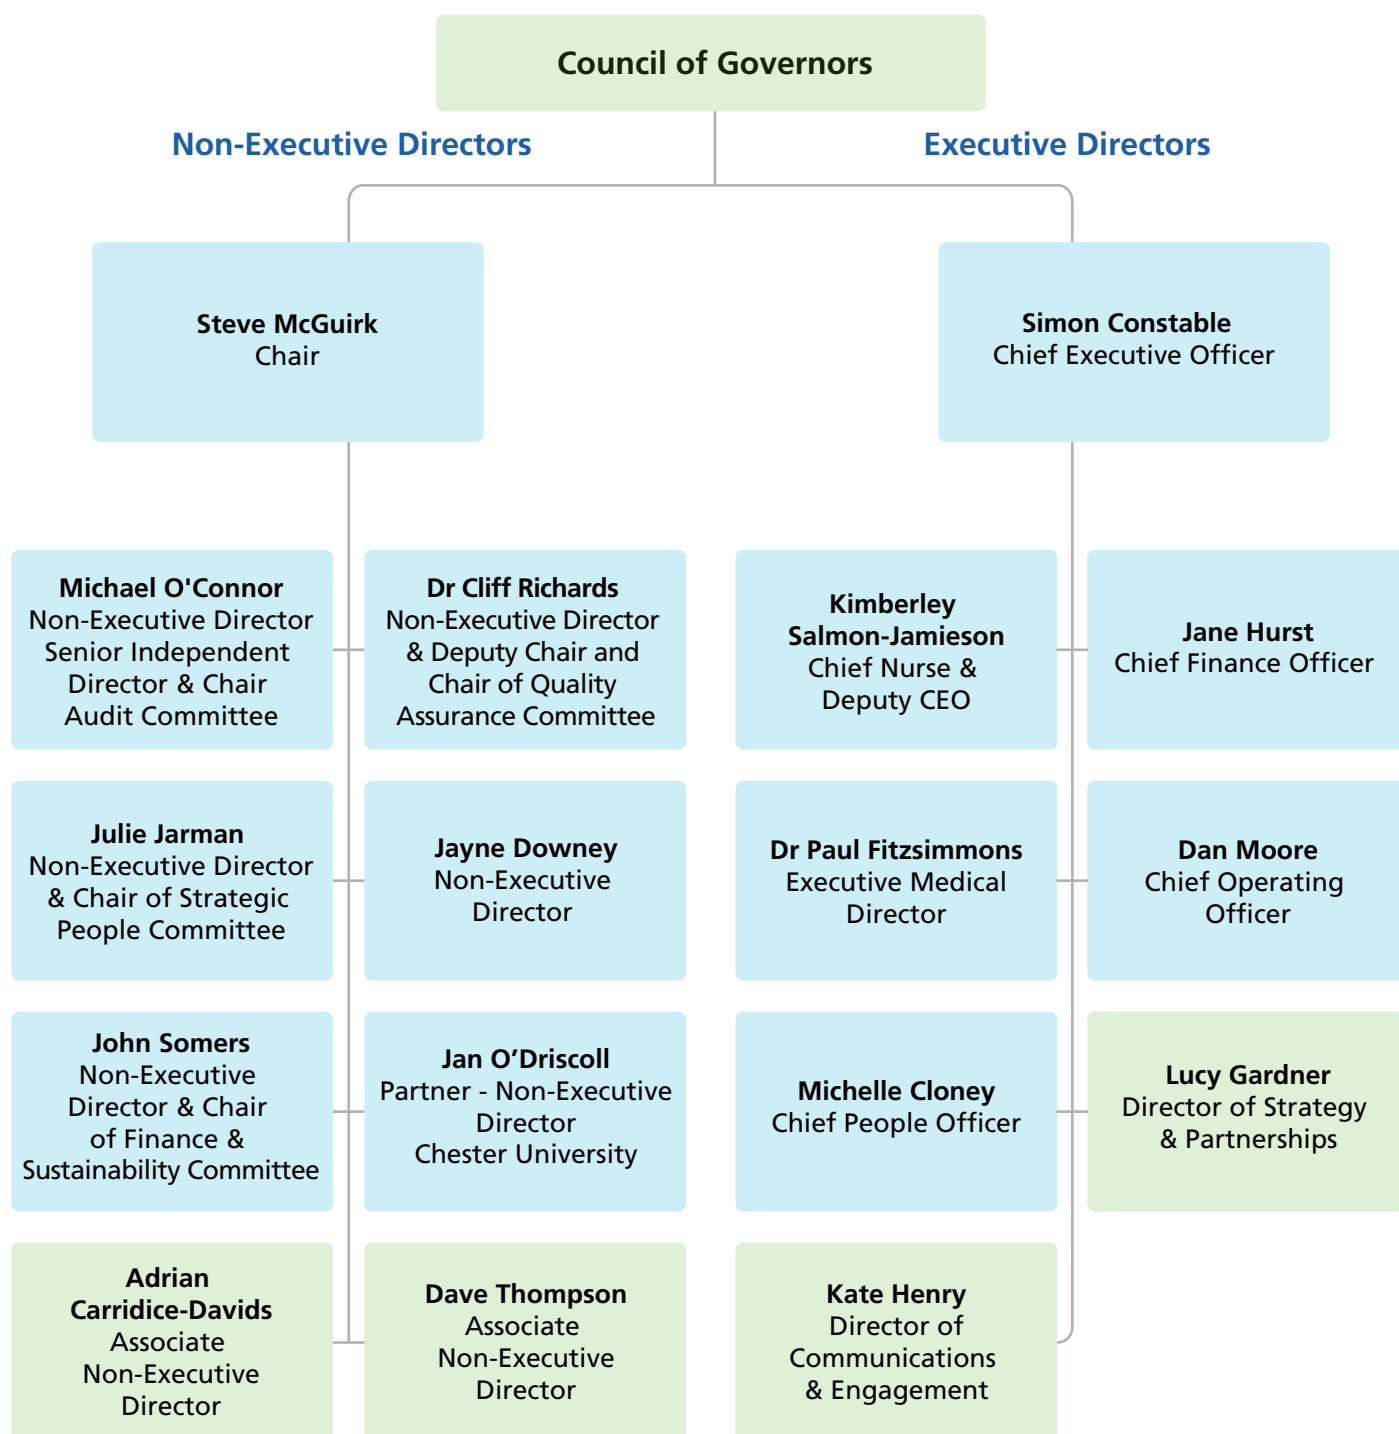 Council of Governors
Non-Executive Directors
Executive Directors
Steve McGuirk
Chair
Simon Constable
Chief Executive Officer
Michael O'Connor
Non-Executive Director
Senior Independent
Director & Chair
Audit Committee
Dr Cliff Richards
Non-Executive Director
& Deputy Chair and
Chair of Quality
Assurance Committee
Kimberley
Salmon-Jamieson
Chief Nurse &
Deputy CEO
Jane Hurst
Chief Finance Officer
Julie Jarman
Non-Executive Director
& Chair of Strategic
People Committee
Jayne Downey
Non-Executive
Director
Dr Paul Fitzsimmons
Executive Medical
Director
Dan Moore
Chief Operating
Officer
John Somers
Non-Executive
Director & Chair
of Finance &
Sustainability Committee
Jan O’Driscoll
Partner - Non-Executive
Director
Chester University
Michelle Cloney
Chief People Officer
Lucy Gardner
Director of Strategy
& Partnerships
Adrian
Carridice-Davids
Associate
Non-Executive
Director
Dave Thompson
Associate
Non-Executive
Director
Kate Henry
Director of
Communications
& Engagement